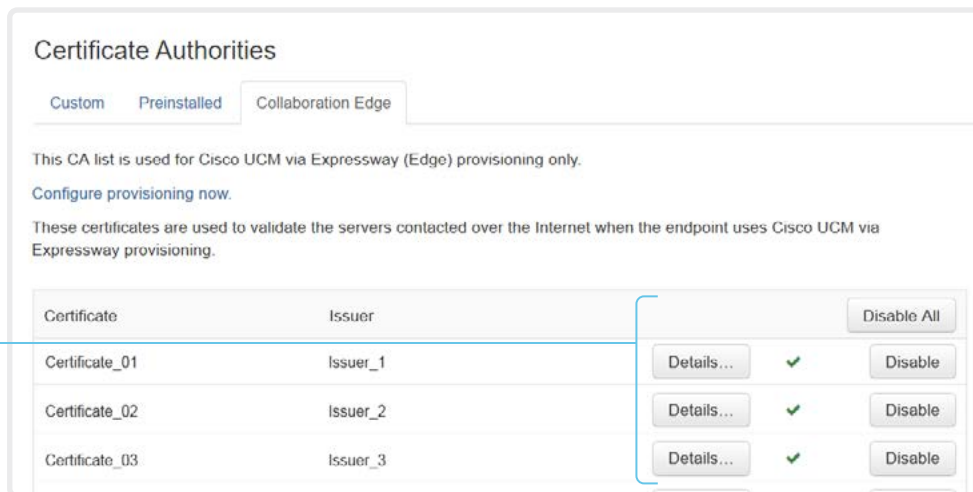 Certificate Authorities
Custom Preinstalled Collaboration Edge
This CA list is used for Cisco UCM via Expressway (Edge) provisioning only.
Configure provisioning now.
These certificates are used to validate the servers contacted over the Internet when the endpoint uses Cisco UCM via
Expressway provisioning.
Certificate Issuer Disable All
Certificate_01 Issuer_1 Details... Disable
Certificate_02 Issuer_2 Details... Disable
Certificate_03 Issuer_3 Details... Disable